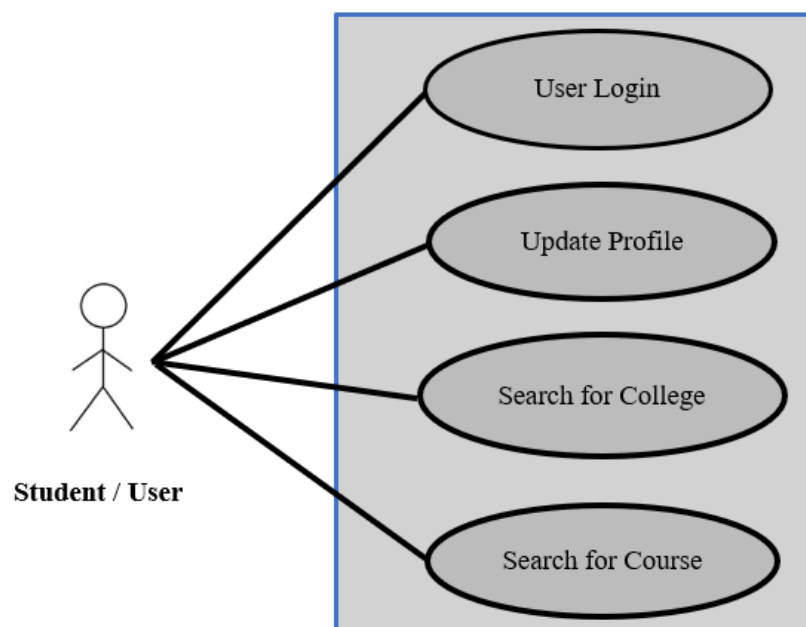 User Login
Update Profile
Search for College
Student / User
Search for Course